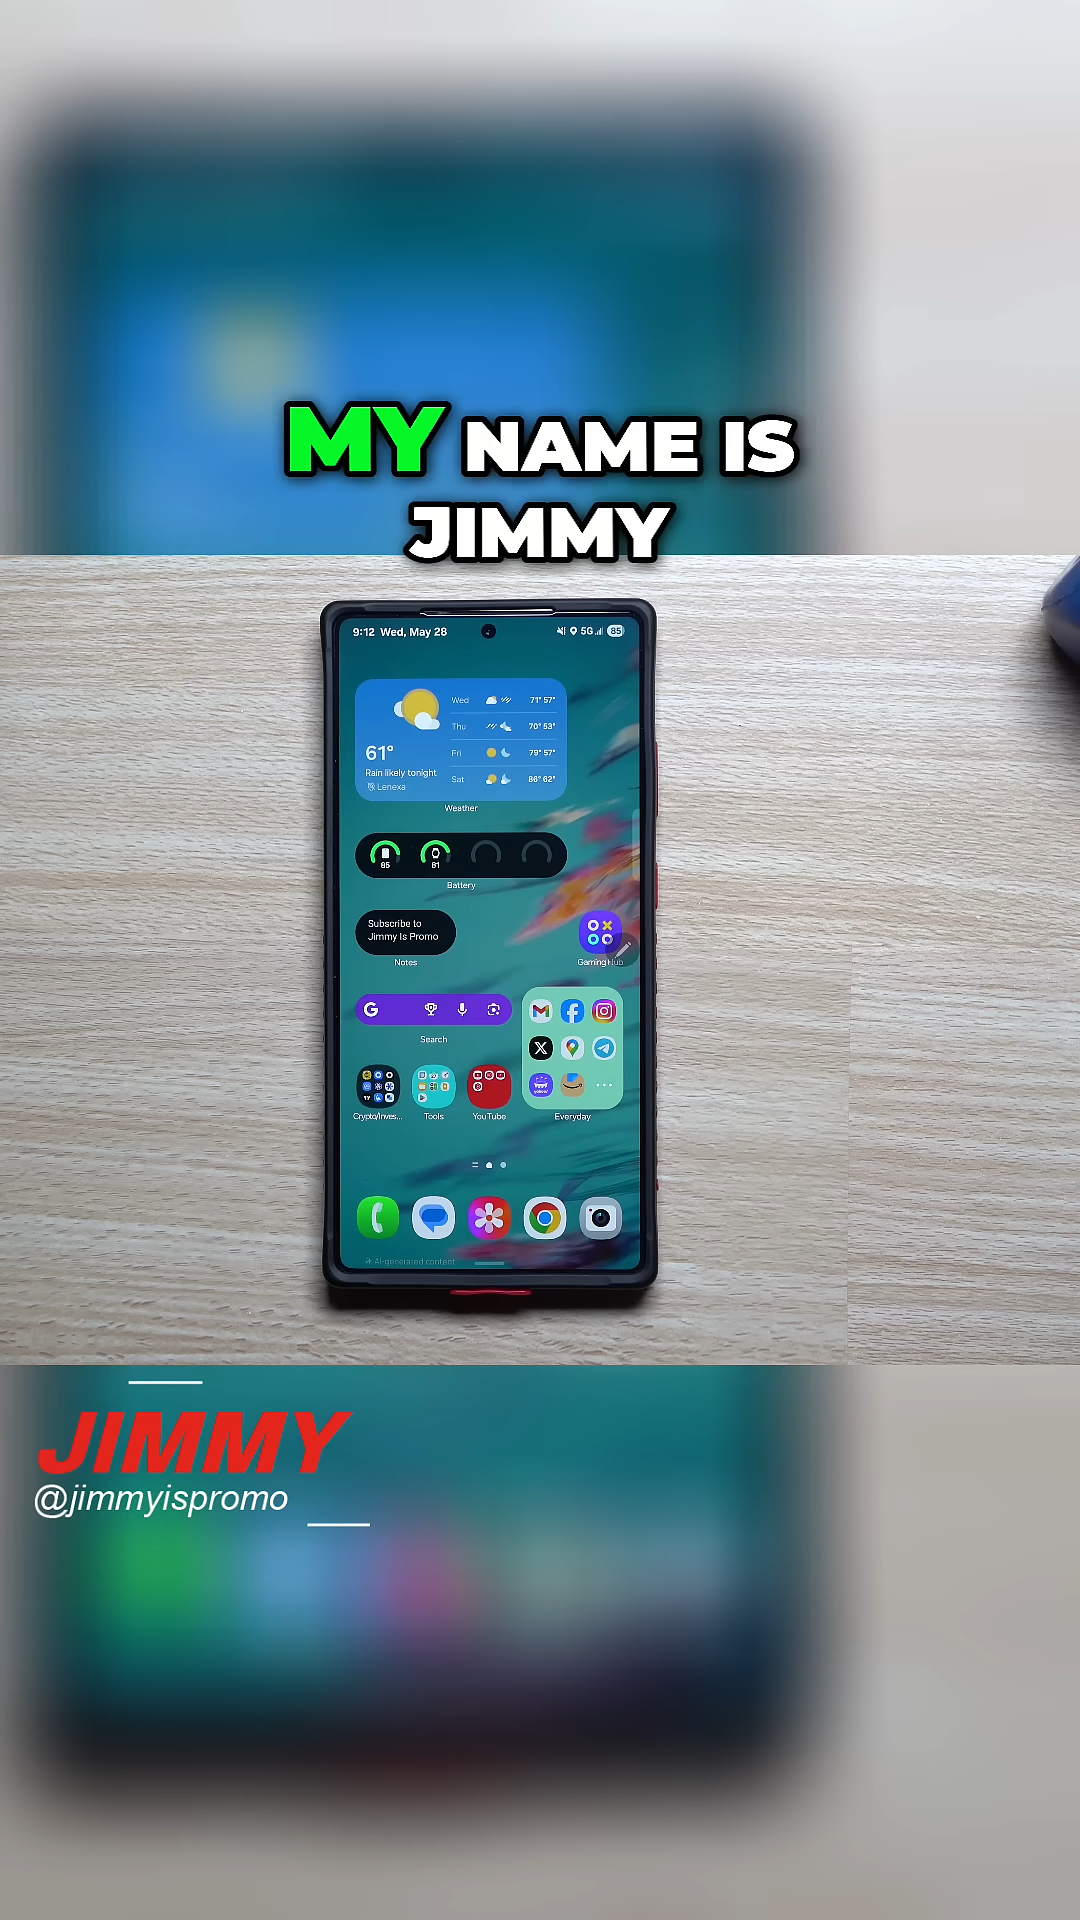 MY NAME IS
JIMMY
9:12 Wed, May 28
5G 85
Wed 71° 57°
Thu 70° 53°
61° Fri 79° 57°
Rain likely tonight
Lenexa Sat 86° 62°
Weather
85 81
Battery
Subscribe to
Jimmy Is Promo
Notes
Gaming Hub
G
Search
X
Crypto/Inves...
Tools
YouTube
Everyday
AI-generated content
JIMMY
@jimmyispromo